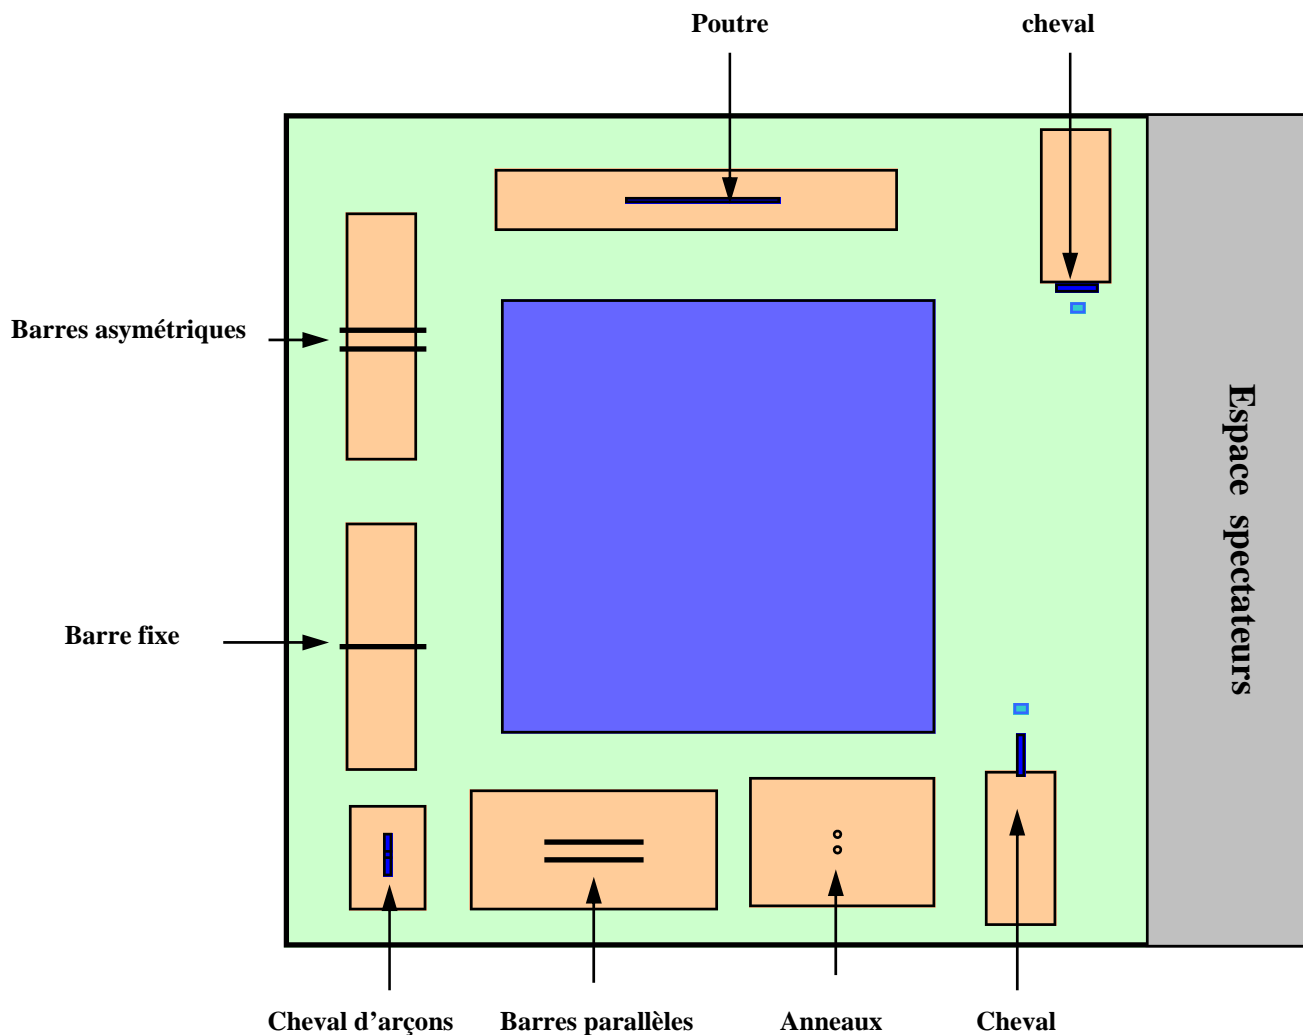 Poutre
cheval
Barres asymétriques
Espace spectateurs
Barre fixe
Cheval d’arçons
Barres parallèles
Anneaux
Cheval